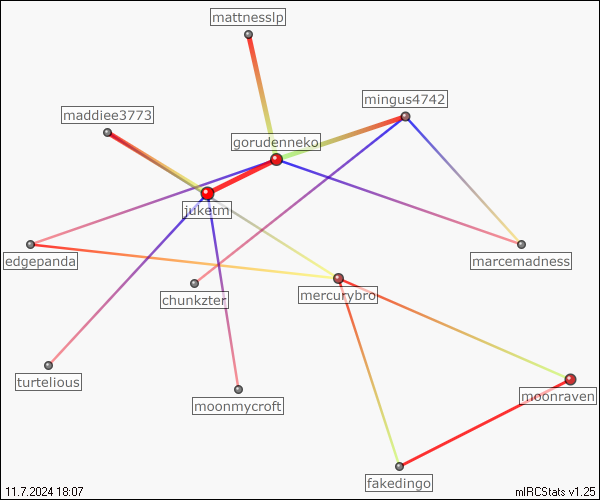 mattnesslp
mingus4742
maddiee3773
gorudenneko
juketm
edgepanda
marcemadness
chunkzter
mercurybro
turtelious
moonmycroft
moonraven
fakedingo
11.7.2024 18:07
mIRCStats v1.25